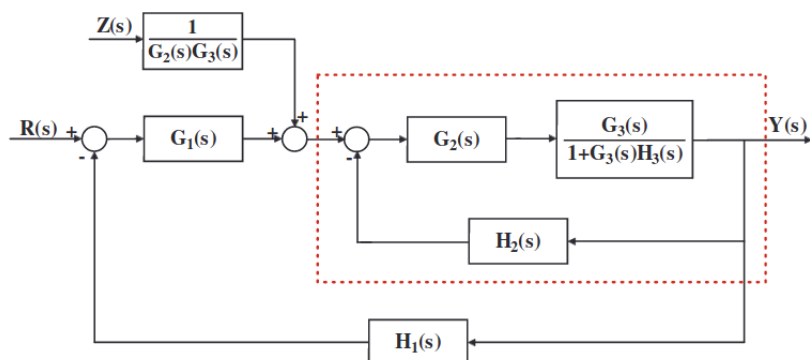 Z(s)
1
G₂(s)G₃(s)
+
R(s)
+
-
G₁(s)
+
+
-
G₂(s)
G₃(s)
1+G₃(s)H₃(s)
Y(s)
H₂(s)
H₁(s)